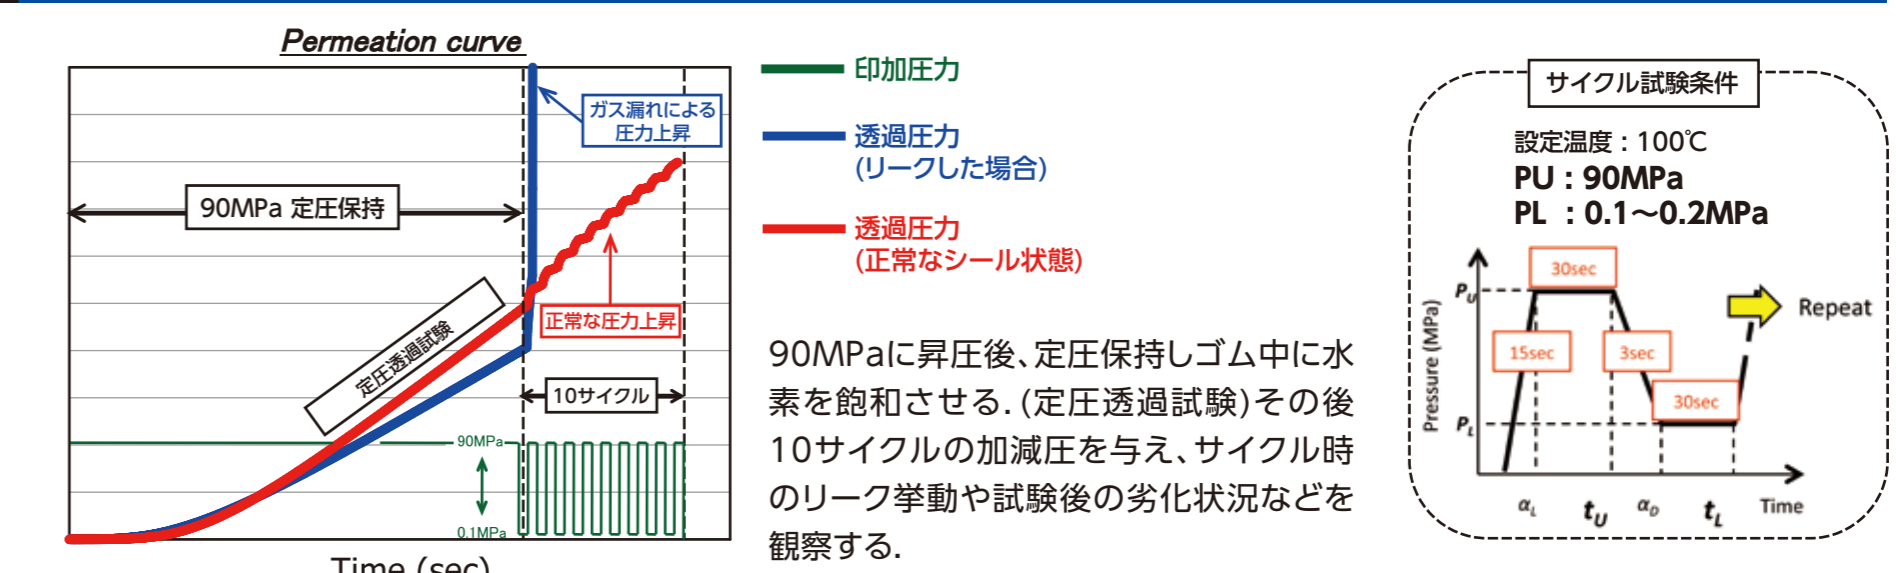 Permeation curve
ガス漏れによる
圧力上昇
90MPa 定圧保持
定圧透過試験
正常な圧力上昇
10サイクル
90MPa
0.1MPa
Time (sec)
印加圧力
透過圧力
(リークした場合)
透過圧力
(正常なシール状態)
90MPaに昇圧後、定圧保持しゴム中に水
素を飽和させる. (定圧透過試験)その後
10サイクルの加減圧を与え、サイクル時
のリーク挙動や試験後の劣化状況などを
観察する.
サイクル試験条件
設定温度 : 100℃
PU : 90MPa
PL : 0.1〜0.2MPa
Pressure (MPa)
30sec
PU
15sec
3sec
Repeat
30sec
PL
αL tU αD tL Time